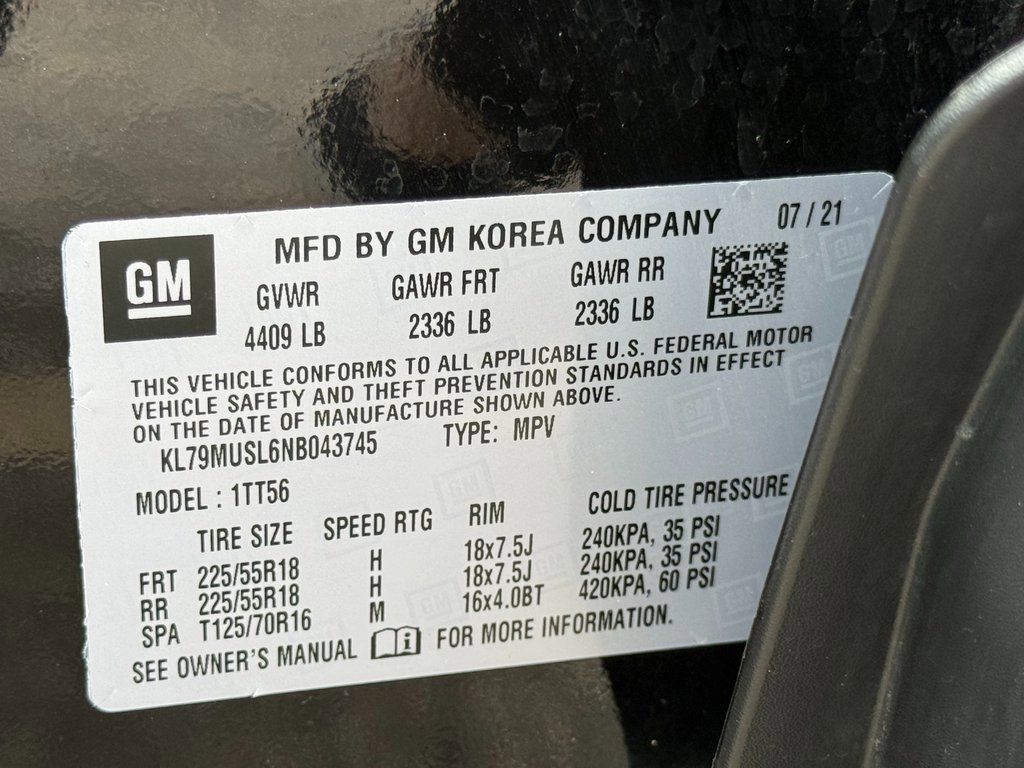 MFD BY GM KOREA COMPANY 07 / 21
GM
GVWR GAWR FRT GAWR RR
4409 LB 2336 LB 2336 LB
THIS VEHICLE CONFORMS TO ALL APPLICABLE U.S. FEDERAL MOTOR
VEHICLE SAFETY AND THEFT PREVENTION STANDARDS IN EFFECT
ON THE DATE OF MANUFACTURE SHOWN ABOVE.
KL79MUSL6NB043745 TYPE: MPV
MODEL : 1TT56
TIRE SIZE SPEED RTG RIM COLD TIRE PRESSURE
FRT 225/55R18 H 18x7.5J 240KPA, 35 PSI
RR 225/55R18 H 18x7.5J 240KPA, 35 PSI
SPA T125/70R16 M 16x4.0BT 420KPA, 60 PSI
SEE OWNER'S MANUAL FOR MORE INFORMATION.